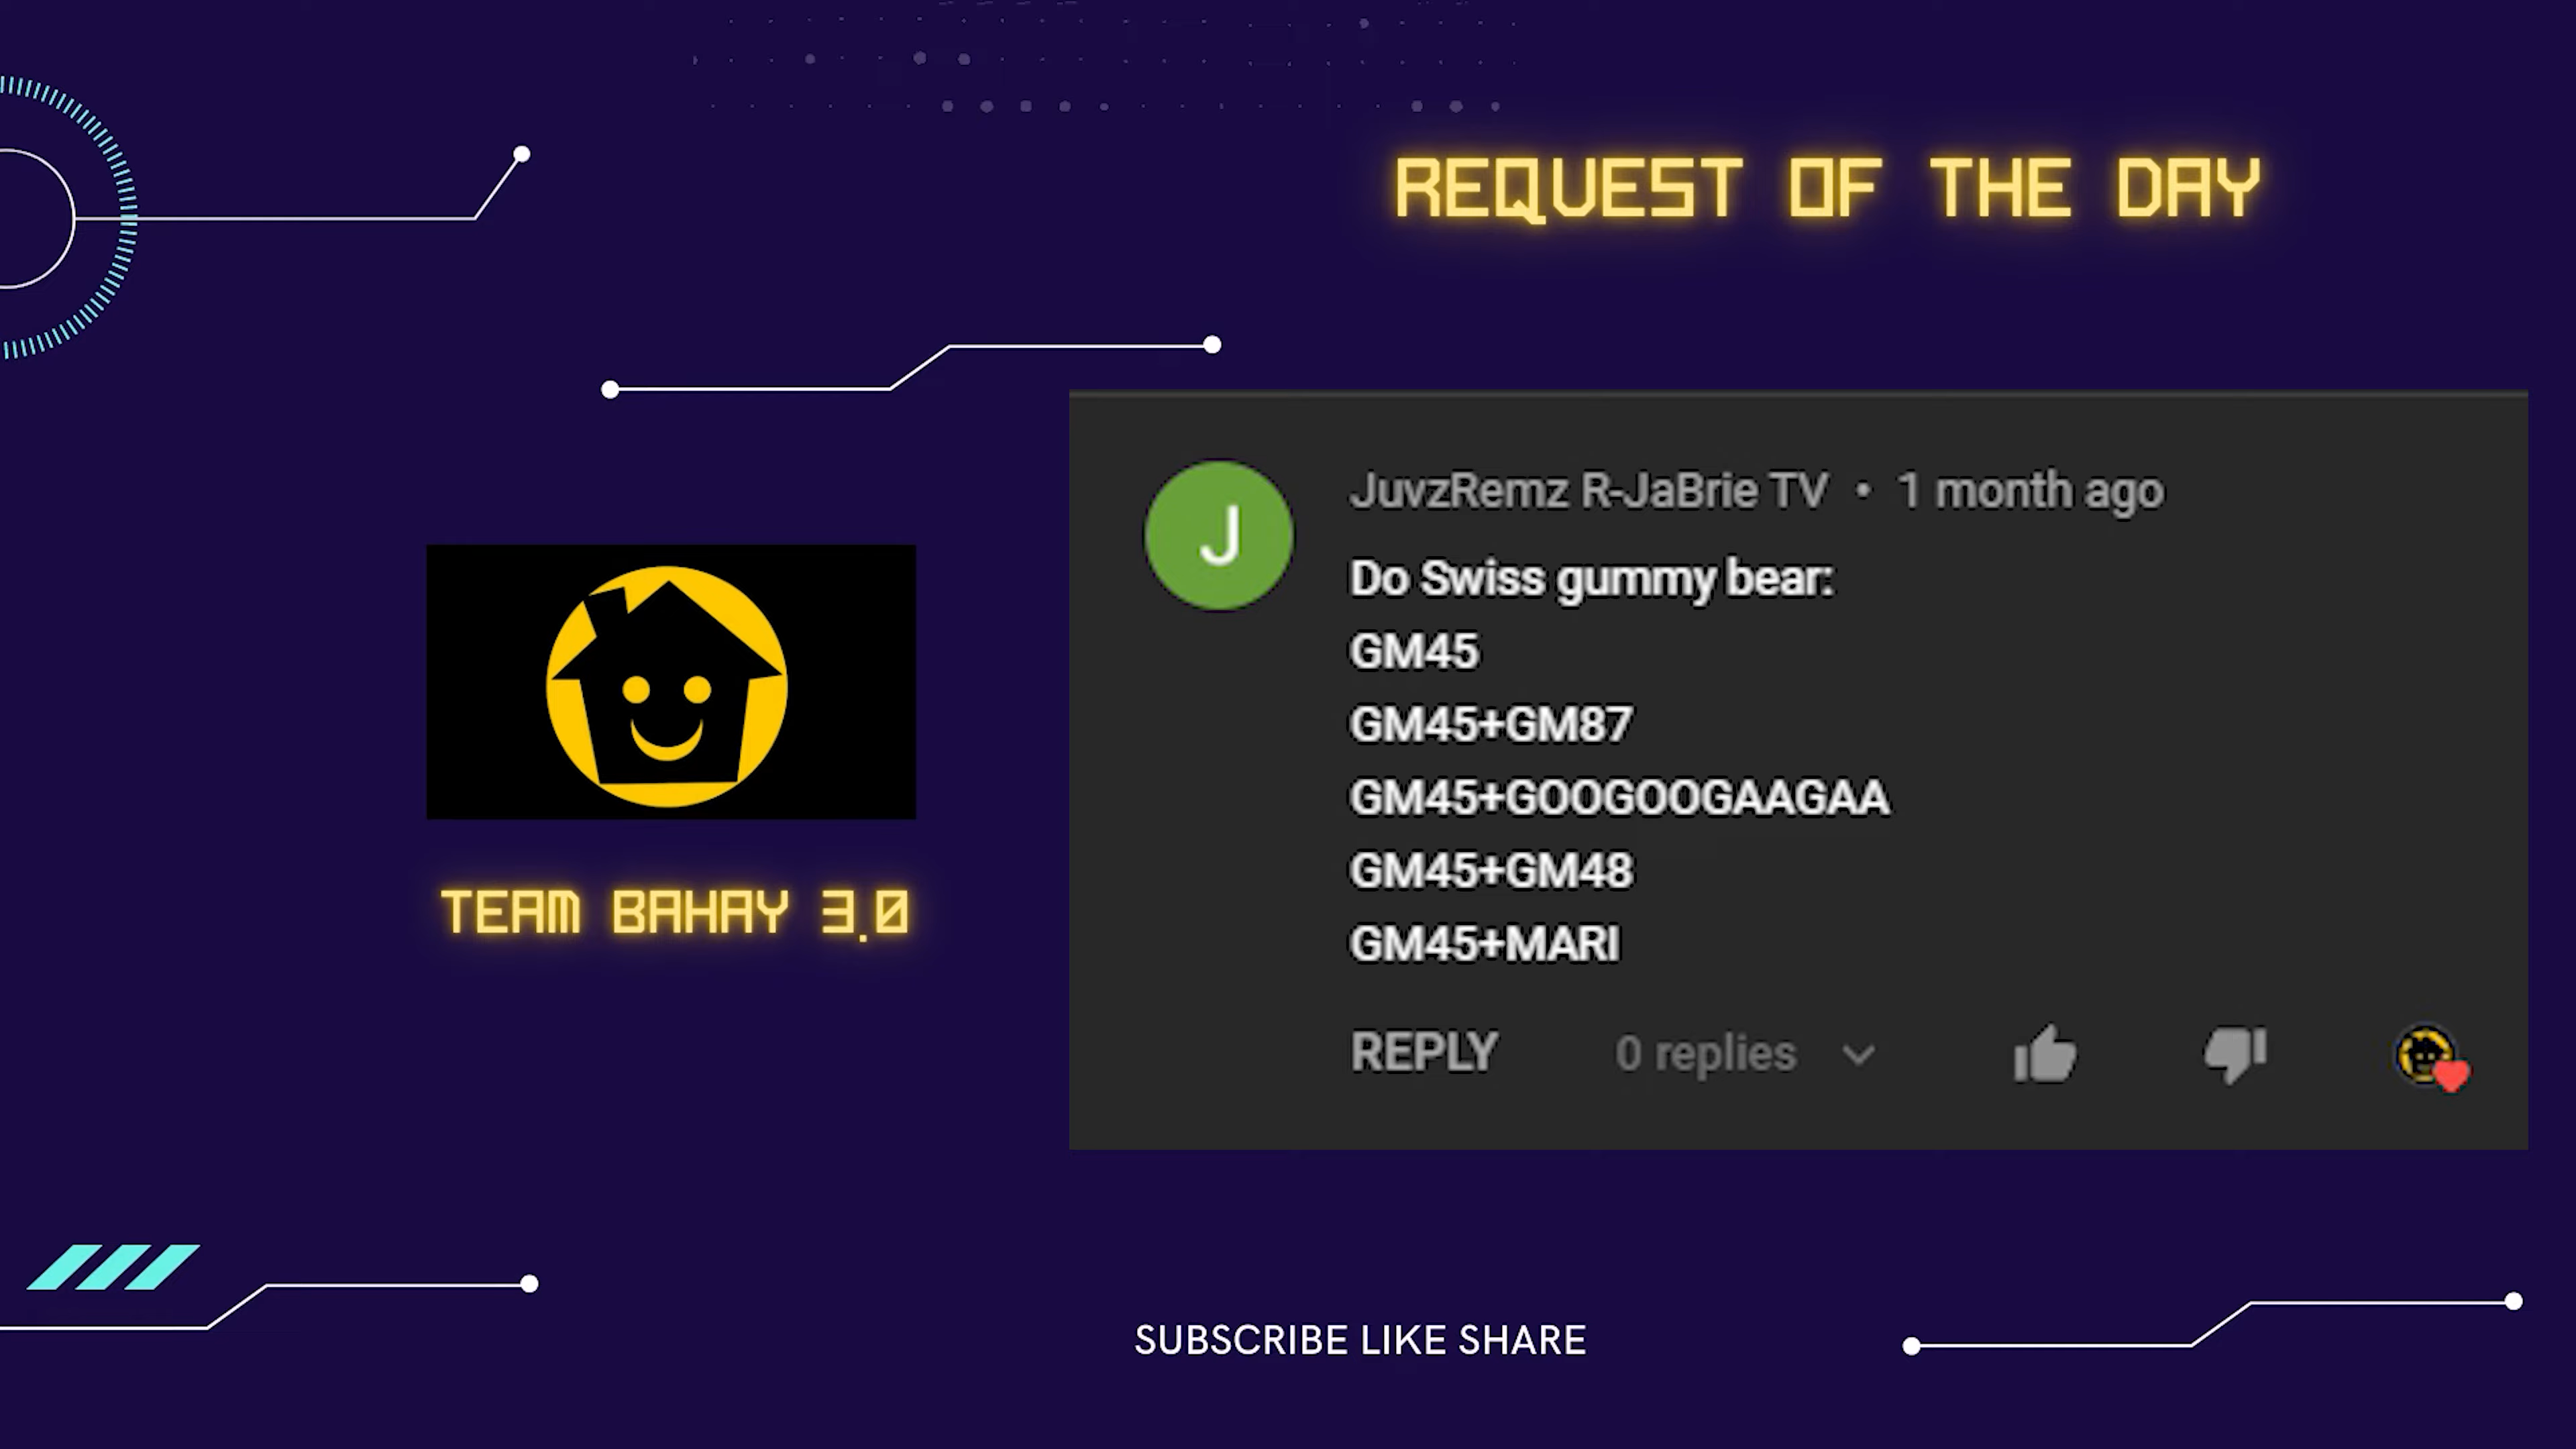 REQUEST OF THE DAY
J
JuvzRemz R-JaBrie TV • 1 month ago
Do Swiss gummy bear:
GM45
GM45+GM87
GM45+GOOGOOGAAGAA
GM45+GM48
GM45+MARI
REPLY 0 replies
TEAM BAHAY 3.0
SUBSCRIBE LIKE SHARE